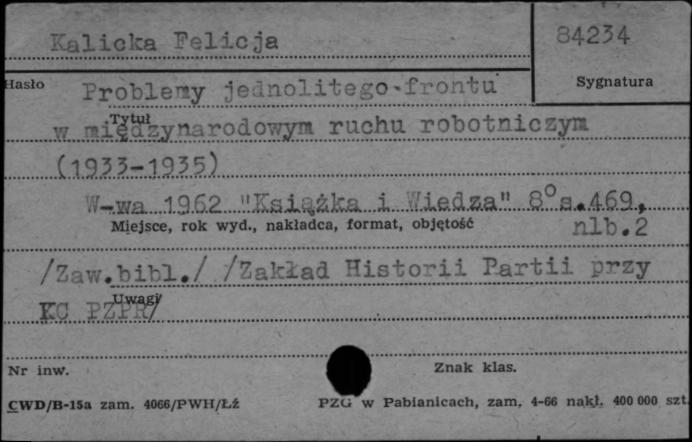 Kalicka Felicja
84234
Hasło
Sygnatura
Problemy jednolitego frontu
Tytuł
w międzynarodowym ruchu robotniczym
(1933-1935)
W-wa 1962 "Książka i Wiedza" 8° s.469,
Miejsce, rok wyd., nakładca, format, objętość
nlb.2
/Zaw.bibl./ /Zakład Historii Partii przy
Uwagi
KC PZPR/
Nr inw.
Znak klas.
CWD/B-15a zam. 4066/PWH/Łź
PZG w Pabianicach, zam. 4-66 nakł. 400 000 szt.